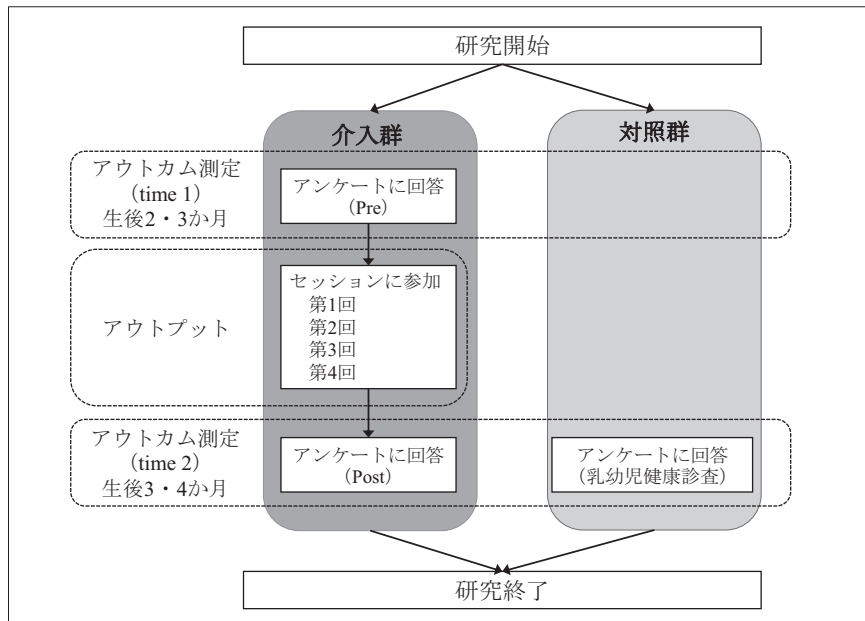 研究開始
介入群
対照群
アウトカム測定
（time 1）
生後2・3か月
アンケートに回答
（Pre）
アウトプット
セッションに参加
第1回
第2回
第3回
第4回
アウトカム測定
（time 2）
生後3・4か月
アンケートに回答
（Post）
アンケートに回答
（乳幼児健康診査）
研究終了